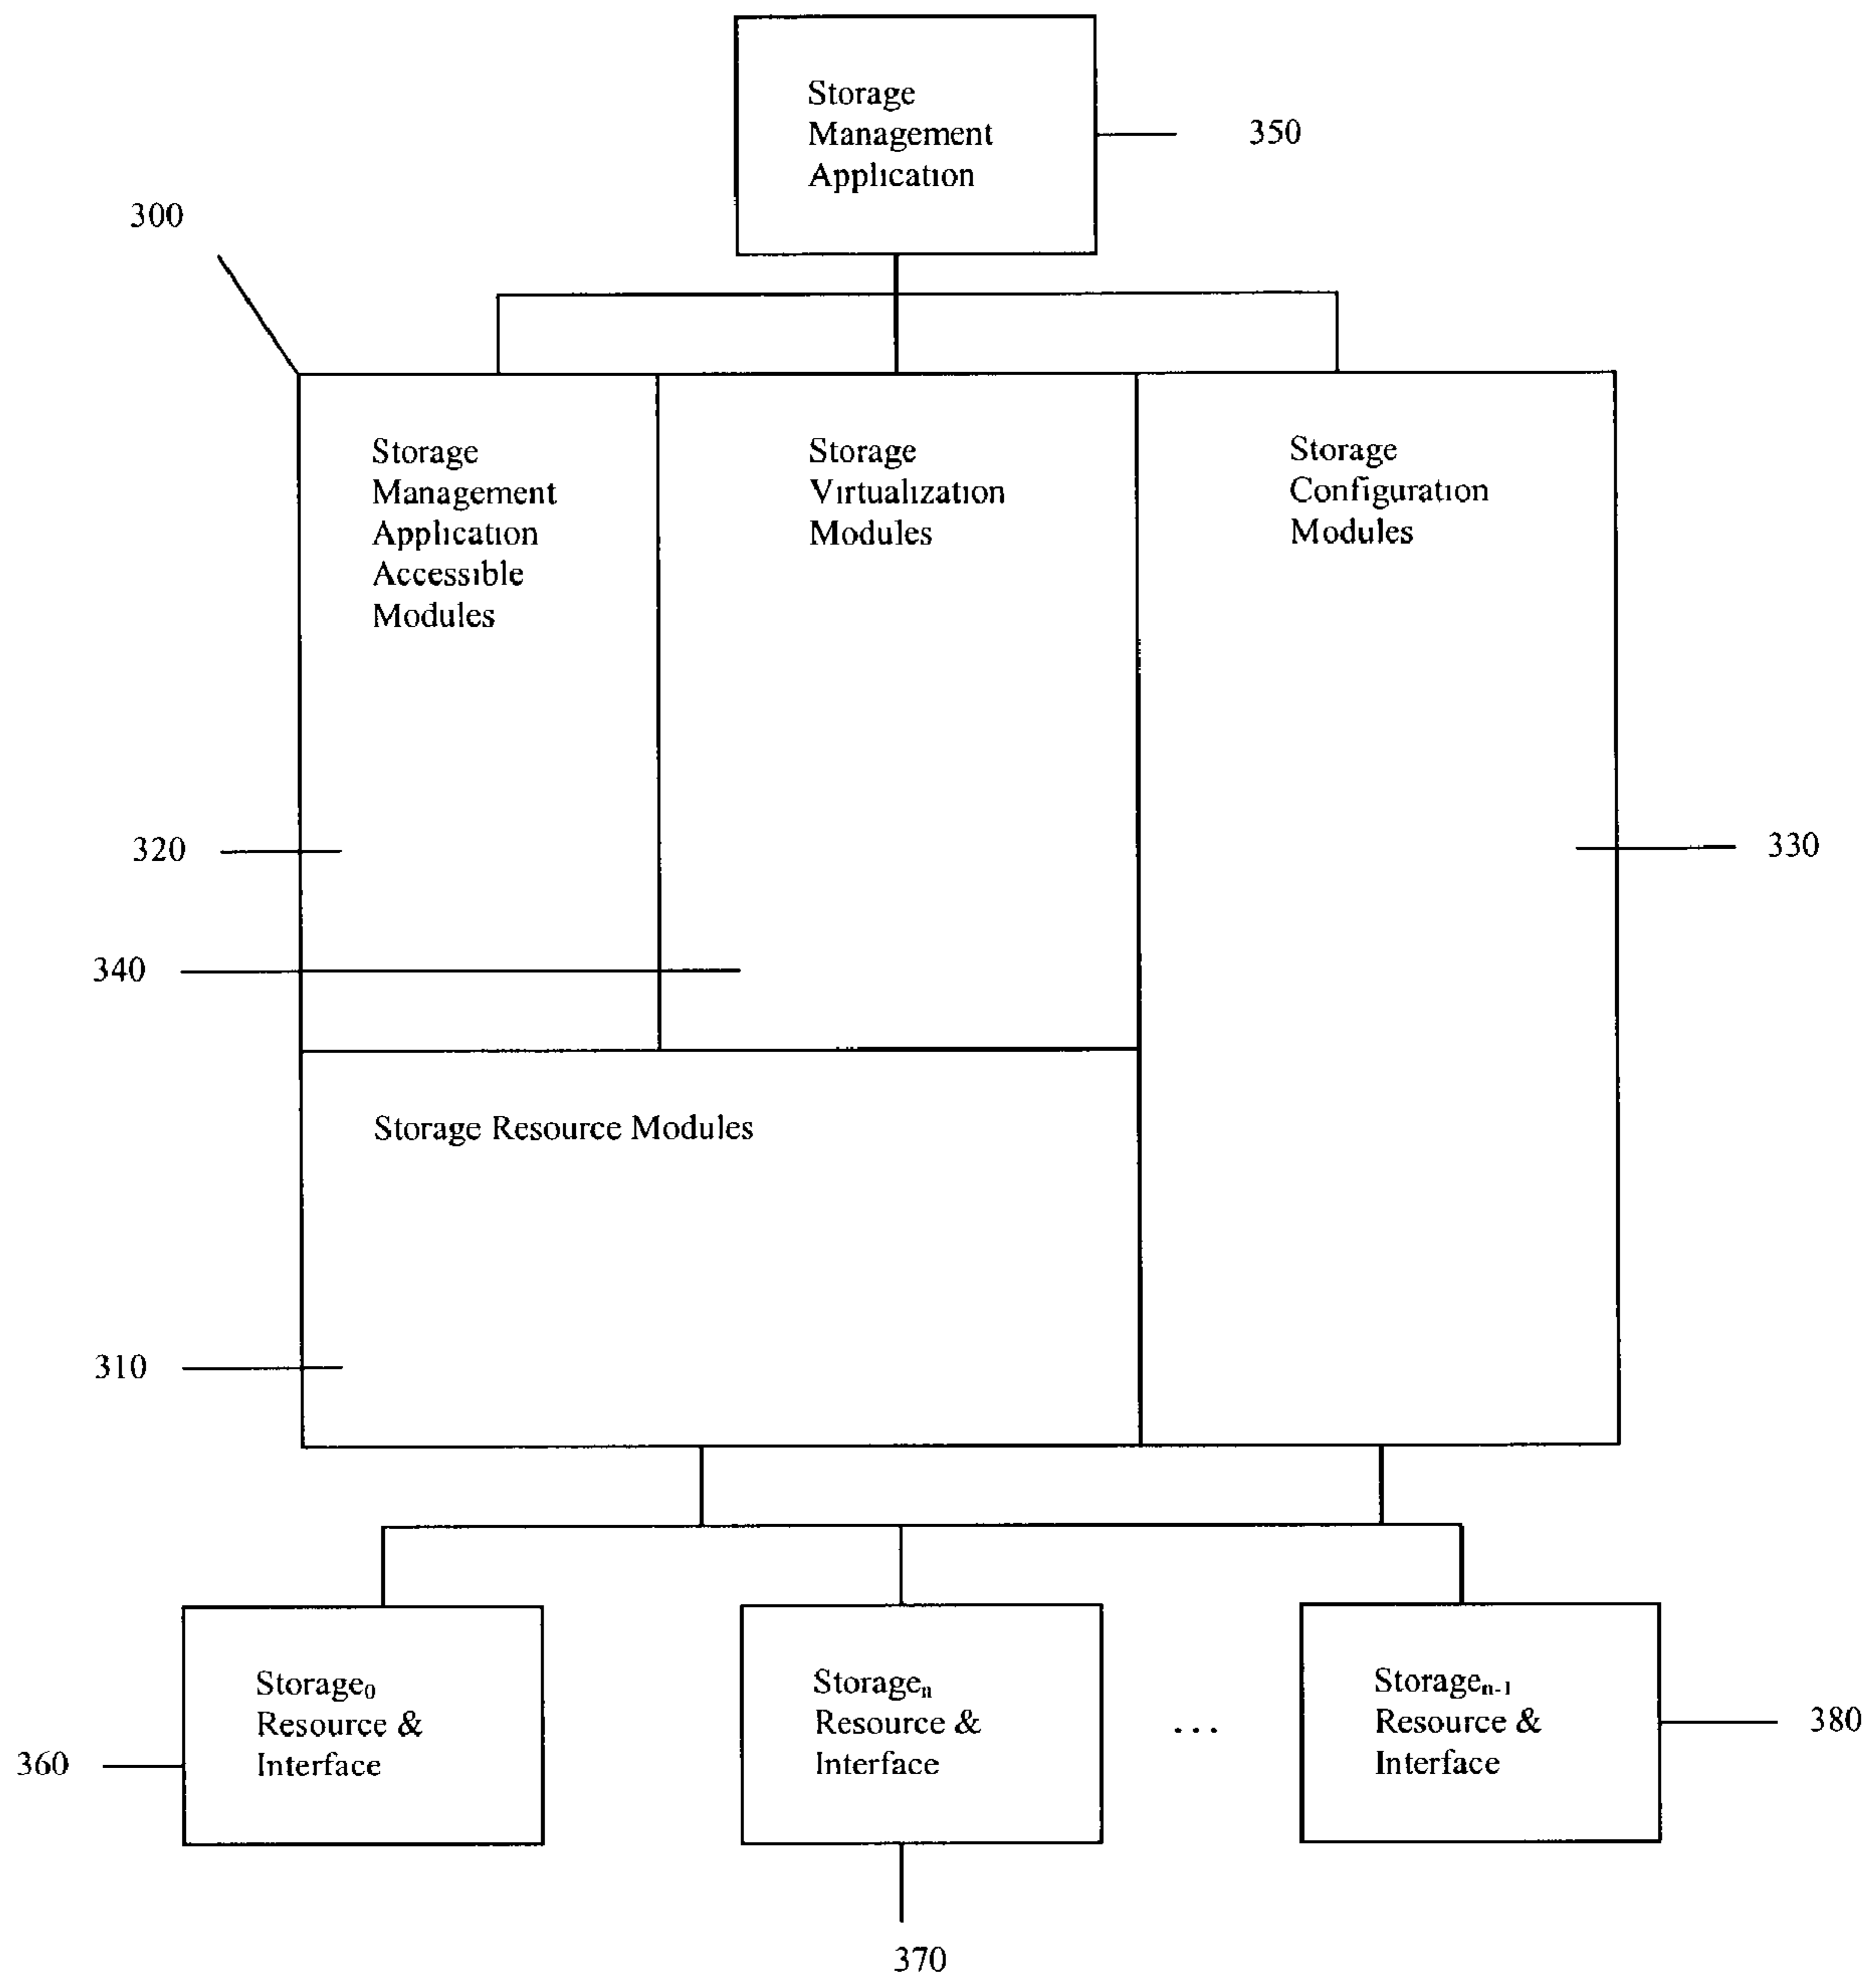 Storage
Management
Application
350
300
Storage
Management
Application
Accessible
Modules
Storage
Virtualization
Modules
Storage
Configuration
Modules
320
330
340
Storage Resource Modules
310
Storage₀
Resource &
Interface
Storageₙ
Resource &
Interface
...
Storageₙ₋₁
Resource &
Interface
380
360
370